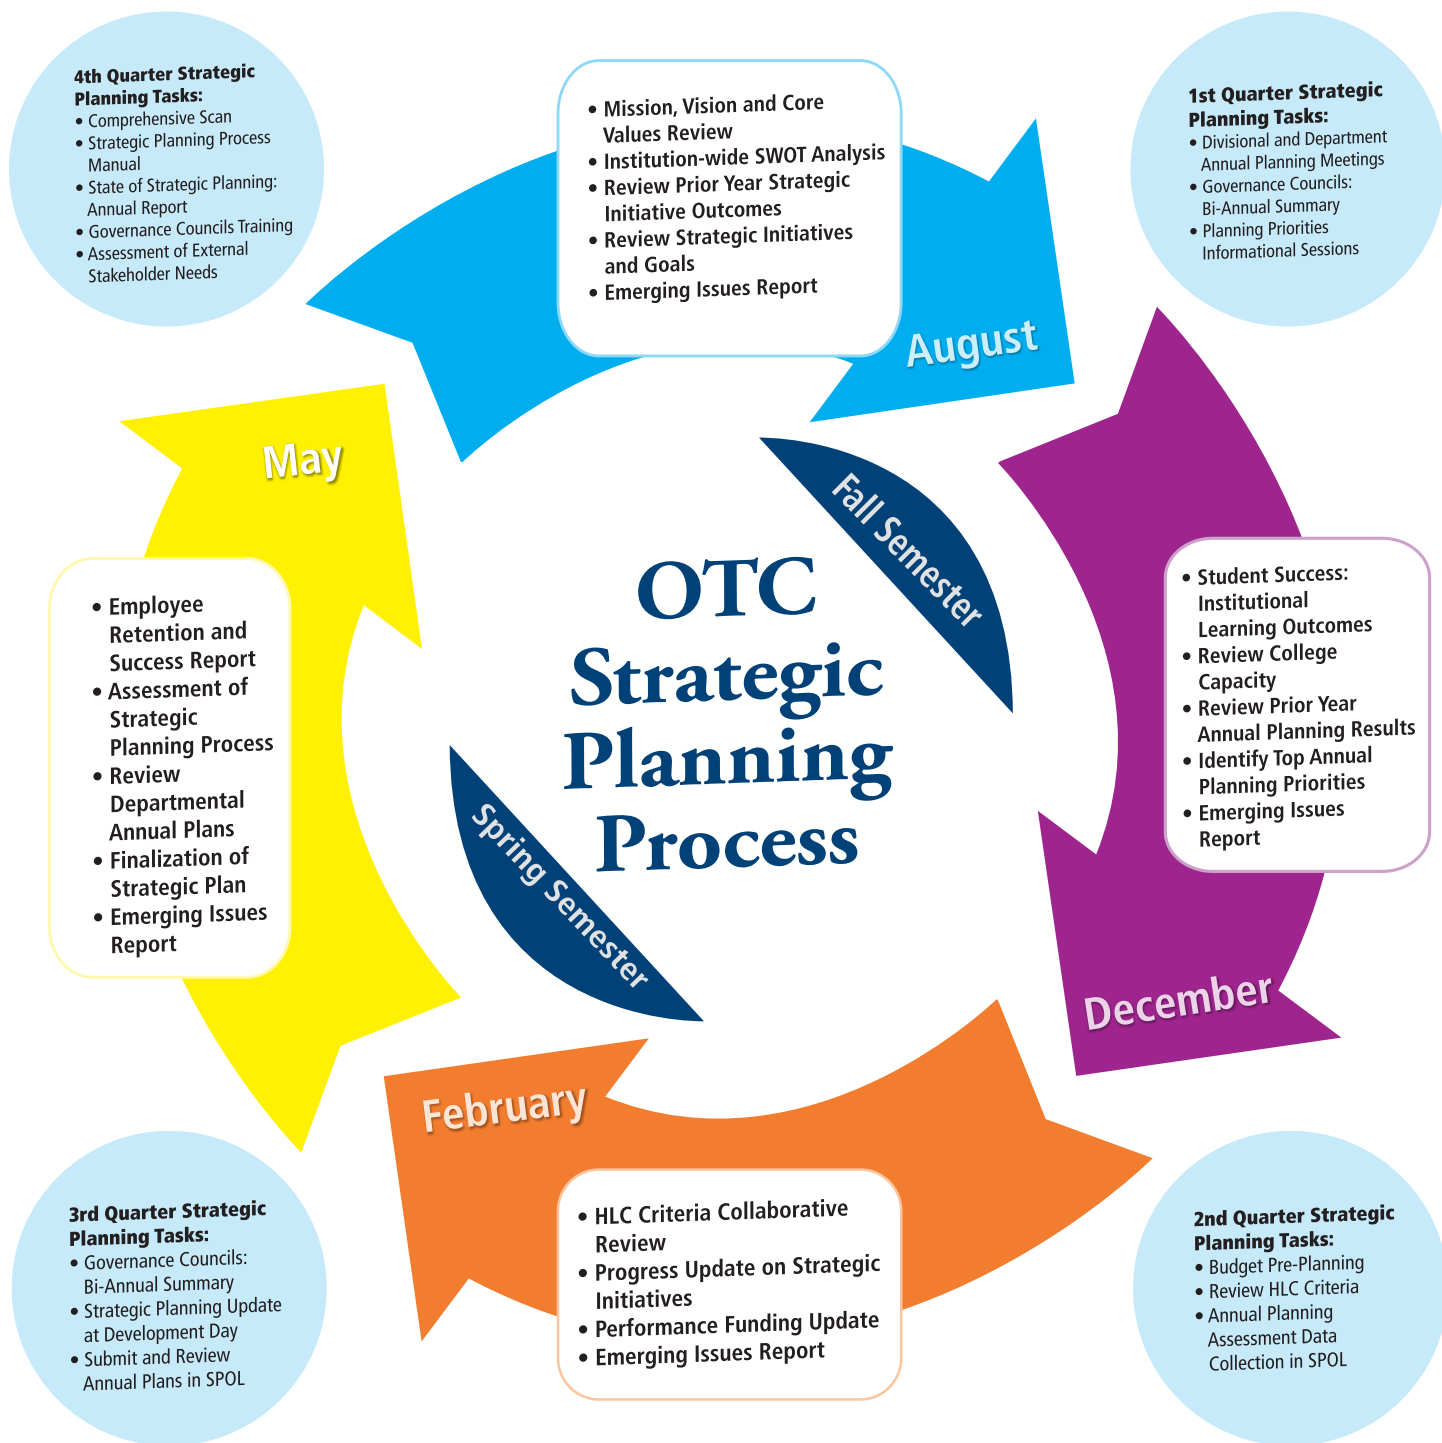 4th Quarter Strategic
Planning Tasks:
• Comprehensive Scan
• Strategic Planning Process
Manual
• State of Strategic Planning:
Annual Report
• Governance Councils Training
• Assessment of External
Stakeholder Needs
• Mission, Vision and Core
Values Review
• Institution-wide SWOT Analysis
• Review Prior Year Strategic
Initiative Outcomes
• Review Strategic Initiatives
and Goals
• Emerging Issues Report
August
1st Quarter Strategic
Planning Tasks:
• Divisional and Department
Annual Planning Meetings
• Governance Councils:
Bi-Annual Summary
• Planning Priorities
Informational Sessions
May
• Employee
Retention and
Success Report
• Assessment of
Strategic
Planning Process
• Review
Departmental
Annual Plans
• Finalization of
Strategic Plan
• Emerging Issues
Report
Fall Semester
OTC
Strategic
Planning
Process
Spring Semester
• Student Success:
Institutional
Learning Outcomes
• Review College
Capacity
• Review Prior Year
Annual Planning Results
• Identify Top Annual
Planning Priorities
• Emerging Issues
Report
December
February
3rd Quarter Strategic
Planning Tasks:
• Governance Councils:
Bi-Annual Summary
• Strategic Planning Update
at Development Day
• Submit and Review
Annual Plans in SPOL
• HLC Criteria Collaborative
Review
• Progress Update on Strategic
Initiatives
• Performance Funding Update
• Emerging Issues Report
2nd Quarter Strategic
Planning Tasks:
• Budget Pre-Planning
• Review HLC Criteria
• Annual Planning
Assessment Data
Collection in SPOL